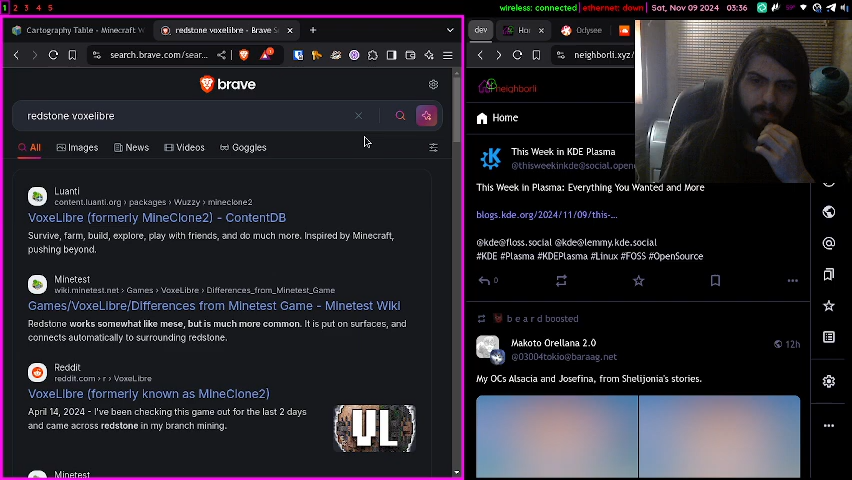 1 2 3 4 5
wireless: connected | ethernet: down | Sat, Nov 09 2024 | 03:36
Cartography Table - Minecraft W
redstone voxelibre - Brave S
search.brave.com/sear...
brave
redstone voxelibre
All
Images
News
Videos
Goggles
Luanti
content.luanti.org › packages › Wuzzy › mineclone2
VoxeLibre (formerly MineClone2) - ContentDB
Survive, farm, build, explore, play with friends, and do much more. Inspired by Minecraft,
pushing beyond.
Minetest
wiki.minetest.net › Games › VoxeLibre › Differences_from_Minetest_Game
Games/VoxeLibre/Differences from Minetest Game - Minetest Wiki
Redstone works somewhat like mese, but is much more common. It is put on surfaces, and
connects automatically to surrounding redstone.
Reddit
reddit.com › r › VoxeLibre
VoxeLibre (formerly known as MineClone2)
April 14, 2024 - I've been checking this game out for the last 2 days
and came across redstone in my branch mining.
VL
Minetest
dev
Hor
Odysee
neighborli.xyz/
neighborli
Home
This Week in KDE Plasma
@thisweekinkde@social.open
This Week in Plasma: Everything You Wanted and More
blogs.kde.org/2024/11/09/this-...
@kde@floss.social @kde@lemmy.kde.social
#KDE #Plasma #KDEPlasma #Linux #FOSS #OpenSource
0
b e a r d boosted
Makoto Orellana 2.0
12h
@03004tokio@baraag.net
My OCs Alsacia and Josefina, from Shelijonia's stories.